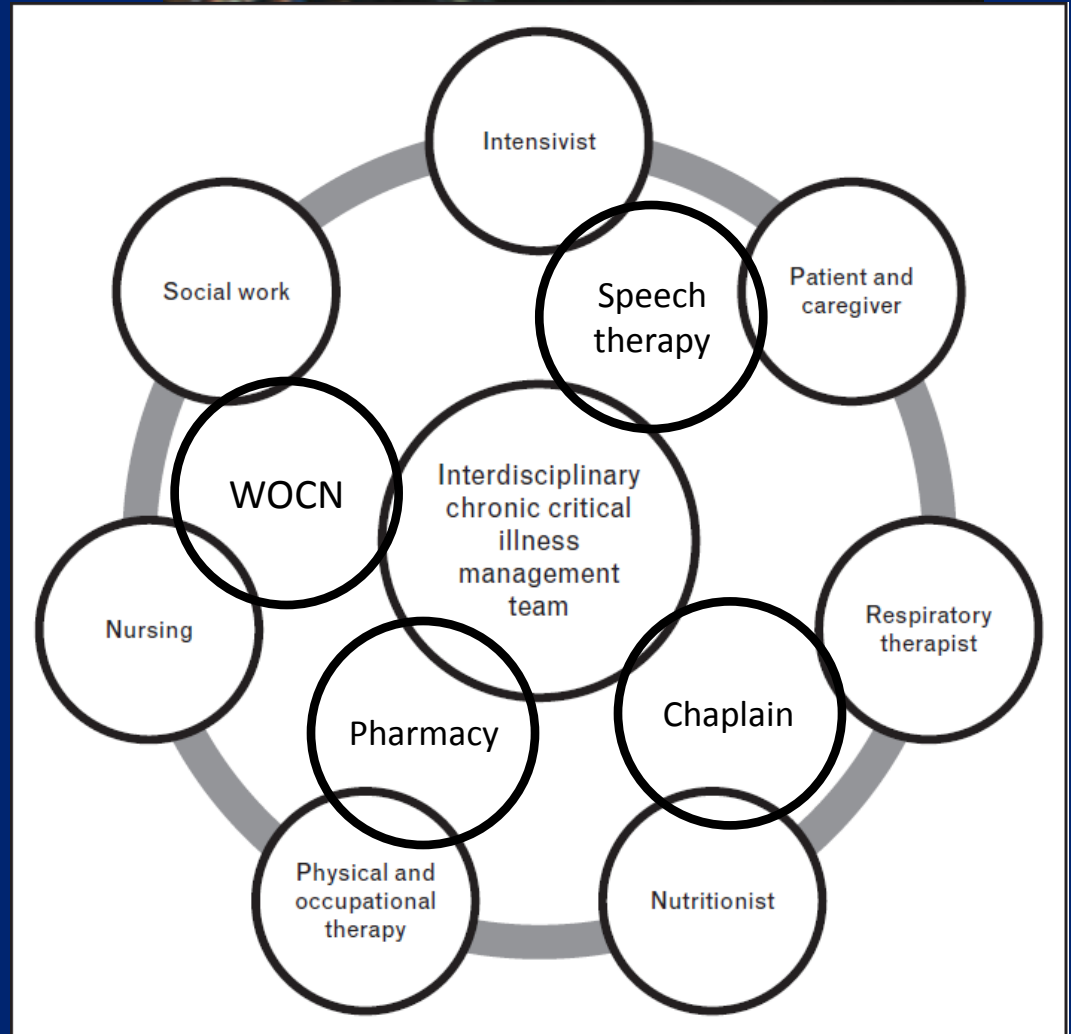 Intensivist
Social work
Speech
therapy
Patient and
caregiver
WOCN
Interdisciplinary
chronic critical
illness
management
team
Nursing
Respiratory
therapist
Pharmacy
Chaplain
Physical and
occupational
therapy
Nutritionist